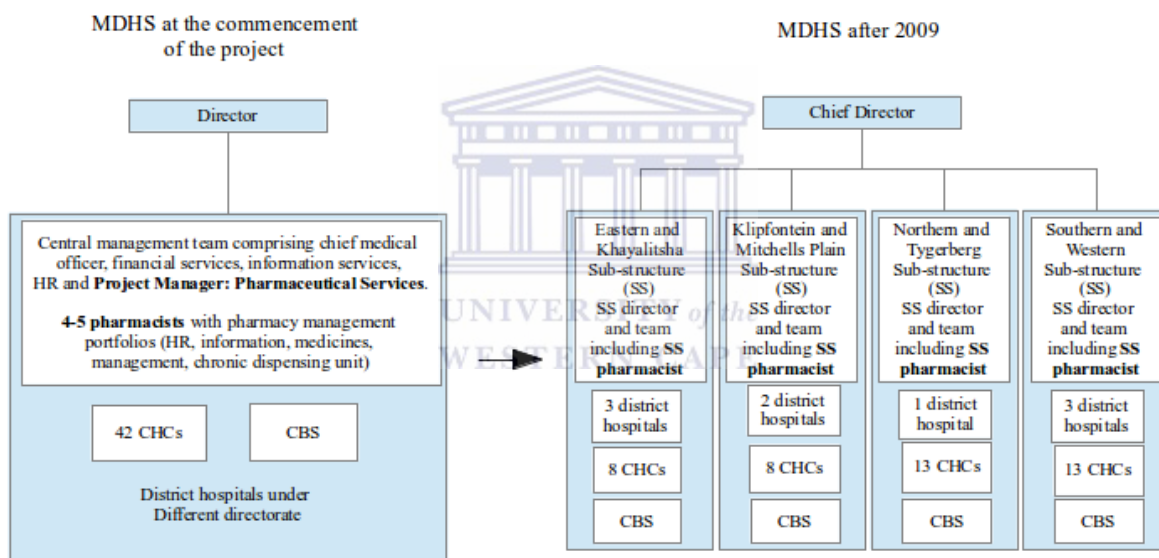 MDHS at the commencement
of the project
Director
Central management team comprising chief medical
officer, financial services, information services,
HR and Project Manager: Pharmaceutical Services.
4-5 pharmacists with pharmacy management
portfolios (HR, information, medicines,
management, chronic dispensing unit)
42 CHCs
CBS
District hospitals under
Different directorate
UNIVERSITY of the
WESTERN CAPE
MDHS after 2009
Chief Director
Eastern and
Khayalitsha
Sub-structure
(SS)
SS director
and team
including SS
pharmacist
3 district
hospitals
8 CHCs
CBS
Klipfontein and
Mitchells Plain
Sub-structure
(SS)
SS director
and team
including SS
pharmacist
2 district
hospitals
8 CHCs
CBS
Northern and
Tygerberg
Sub-structure
(SS)
SS director
and team
including SS
pharmacist
1 district
hospital
13 CHCs
CBS
Southern and
Western
Sub-structure
(SS)
SS director
and team
including SS
pharmacist
3 district
hospitals
13 CHCs
CBS